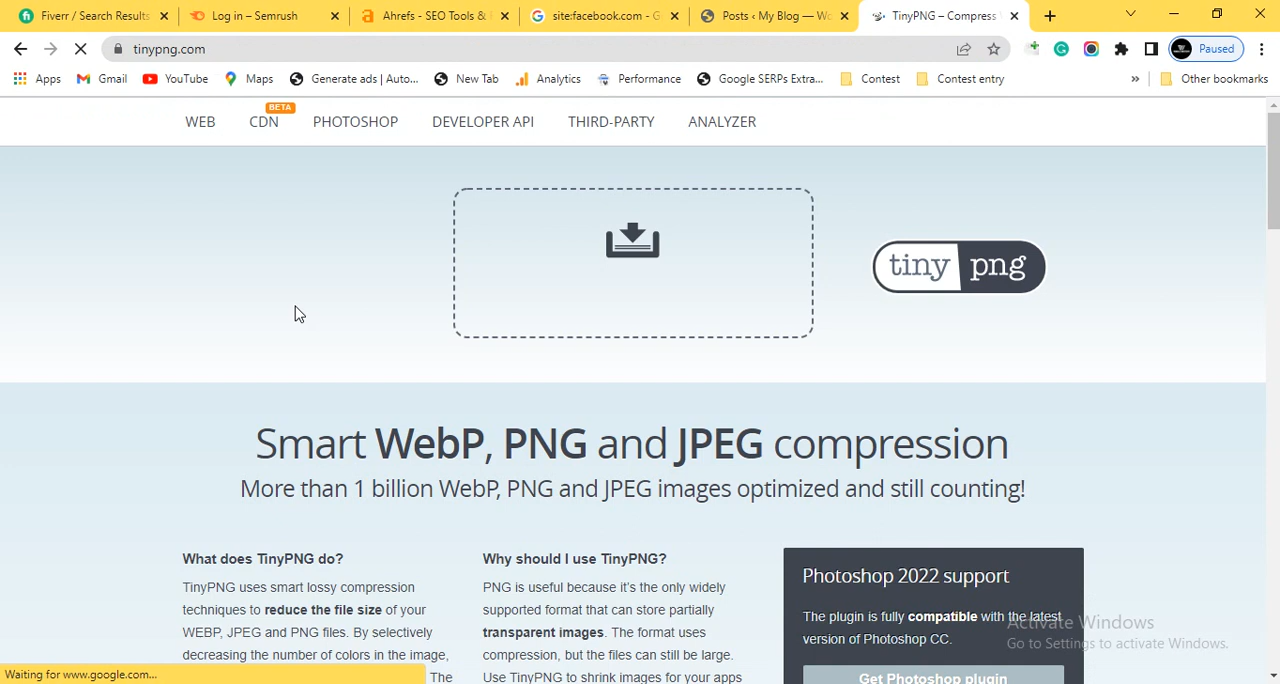 Fiverr / Search Results
Log in – Semrush
Ahrefs - SEO Tools &
site:facebook.com - G
Posts ‹ My Blog — Wo
TinyPNG – Compress
tinypng.com
Paused
Apps
Gmail
YouTube
Maps
Generate ads | Auto...
New Tab
Analytics
Performance
Google SERPs Extra...
Contest
Contest entry
»
Other bookmarks
WEB
CDN
BETA
PHOTOSHOP
DEVELOPER API
THIRD-PARTY
ANALYZER
tiny png
Smart WebP, PNG and JPEG compression
More than 1 billion WebP, PNG and JPEG images optimized and still counting!
What does TinyPNG do?
TinyPNG uses smart lossy compression
techniques to reduce the file size of your
WEBP, JPEG and PNG files. By selectively
decreasing the number of colors in the image,
The
Why should I use TinyPNG?
PNG is useful because it's the only widely
supported format that can store partially
transparent images. The format uses
compression, but the files can still be large.
Use TinyPNG to shrink images for your apps
Photoshop 2022 support
The plugin is fully compatible with the latest
version of Photoshop CC.
Get Photoshop plugin
Activate Windows
Go to Settings to activate Windows.
Waiting for www.google.com...